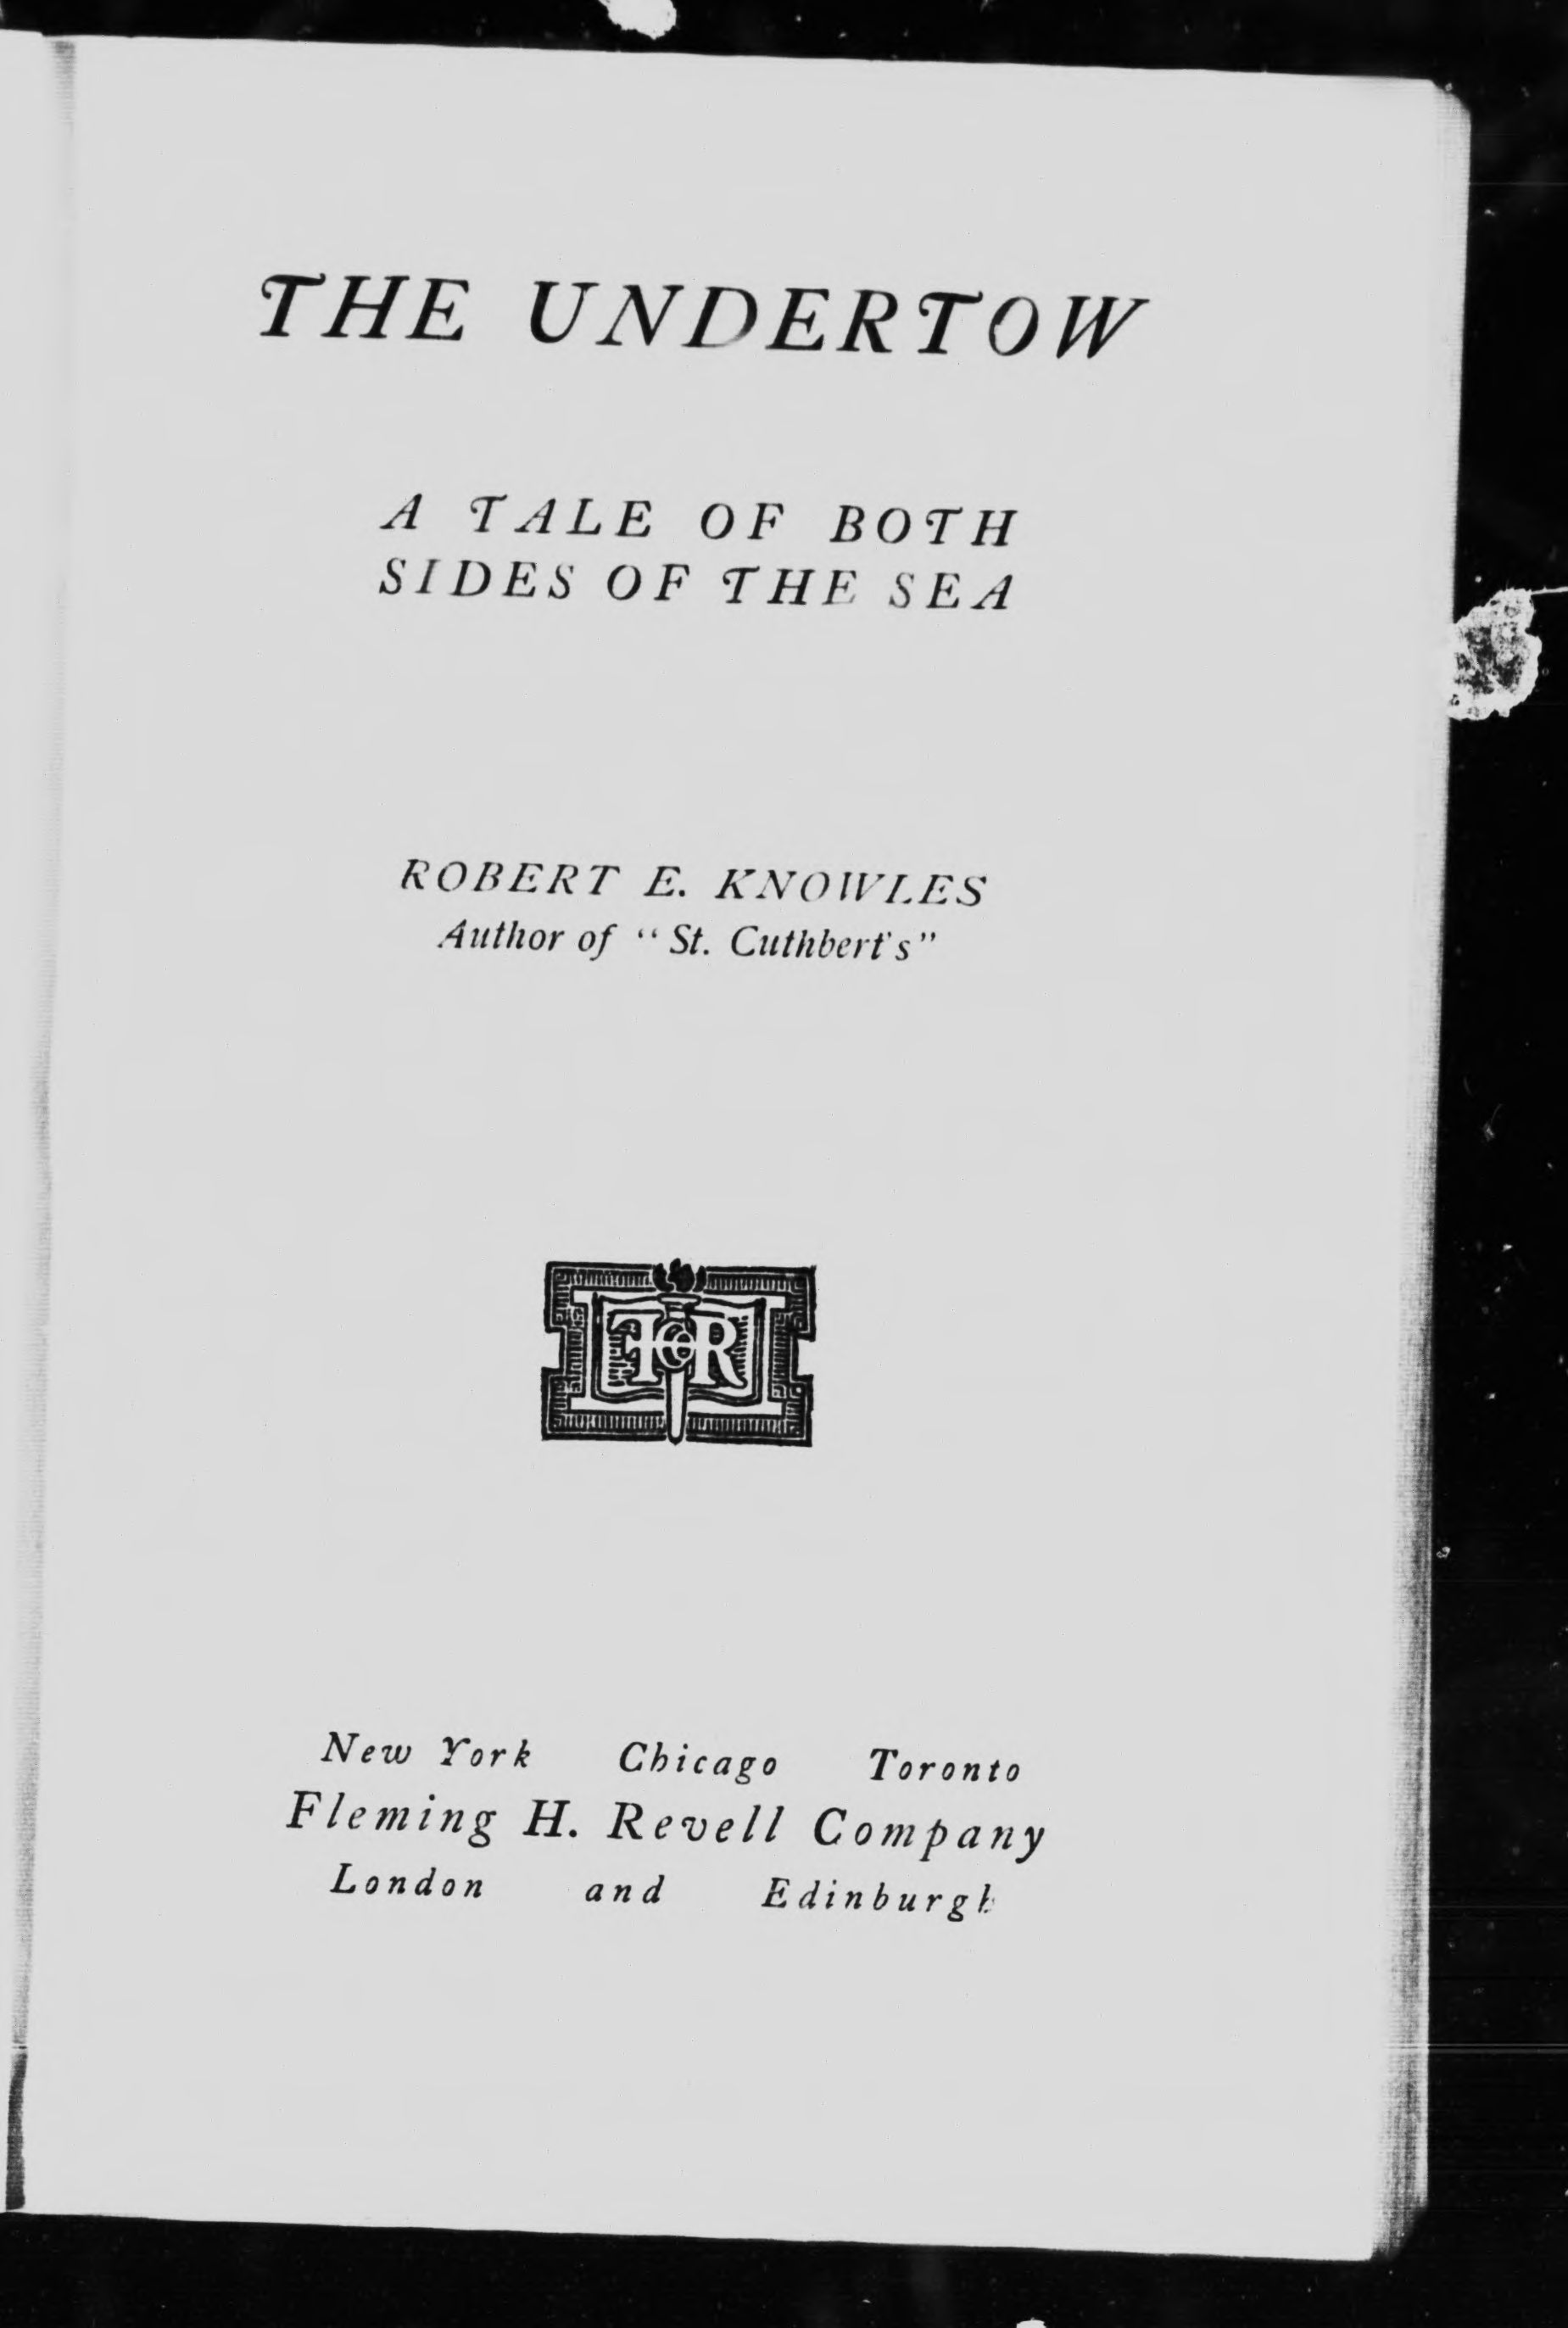 THE UNDERTOW
A TALE OF BOTH
SIDES OF THE SEA
ROBERT E. KNOWLES
Author of "St. Cuthbert's"
F R
New York Chicago Toronto
Fleming H. Revell Company
London and Edinburgh